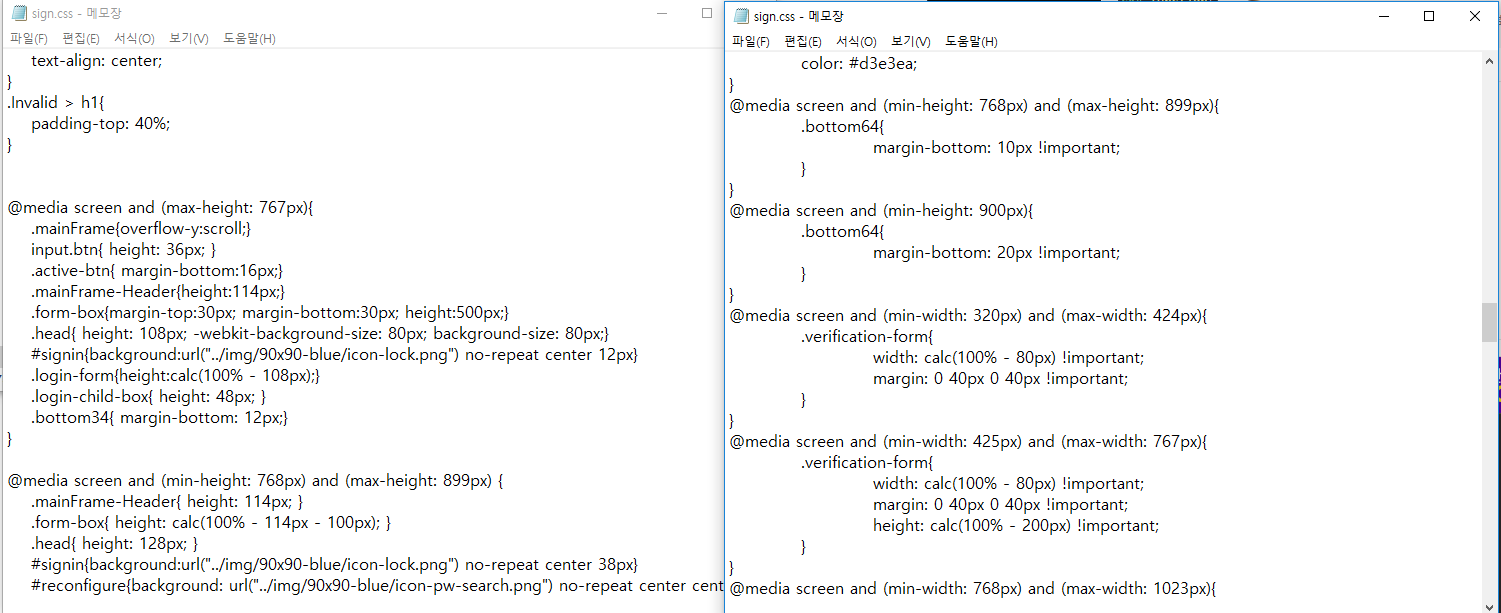 sign.css - 메모장
파일(F) 편집(E) 서식(O) 보기(V) 도움말(H)
text-align: center;
}
.Invalid > h1{
padding-top: 40%;
}
@media screen and (max-height: 767px){
.mainFrame{overflow-y:scroll;}
input.btn{ height: 36px; }
.active-btn{ margin-bottom:16px;}
.mainFrame-Header{height:114px;}
.form-box{margin-top:30px; margin-bottom:30px; height:500px;}
.head{ height: 108px; -webkit-background-size: 80px; background-size: 80px;}
#signin{background:url("../img/90x90-blue/icon-lock.png") no-repeat center 12px}
.login-form{height:calc(100% - 108px);}
.login-child-box{ height: 48px; }
.bottom34{ margin-bottom: 12px;}
}
@media screen and (min-height: 768px) and (max-height: 899px) {
.mainFrame-Header{ height: 114px; }
.form-box{ height: calc(100% - 114px - 100px); }
.head{ height: 128px; }
#signin{background:url("../img/90x90-blue/icon-lock.png") no-repeat center 38px}
#reconfigure{background: url("../img/90x90-blue/icon-pw-search.png") no-repeat center cent
sign.css - 메모장
파일(F) 편집(E) 서식(O) 보기(V) 도움말(H)
color: #d3e3ea;
}
@media screen and (min-height: 768px) and (max-height: 899px){
.bottom64{
margin-bottom: 10px !important;
}
}
@media screen and (min-height: 900px){
.bottom64{
margin-bottom: 20px !important;
}
}
@media screen and (min-width: 320px) and (max-width: 424px){
.verification-form{
width: calc(100% - 80px) !important;
margin: 0 40px 0 40px !important;
}
}
@media screen and (min-width: 425px) and (max-width: 767px){
.verification-form{
width: calc(100% - 80px) !important;
margin: 0 40px 0 40px !important;
height: calc(100% - 200px) !important;
}
}
@media screen and (min-width: 768px) and (max-width: 1023px){